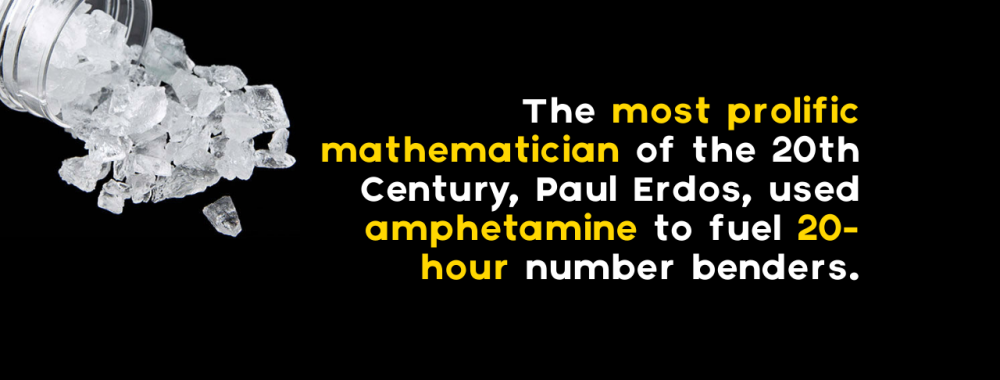 The most prolific
mathematician of the 20th
Century, Paul Erdos, used
amphetamine to fuel 20-
hour number benders.